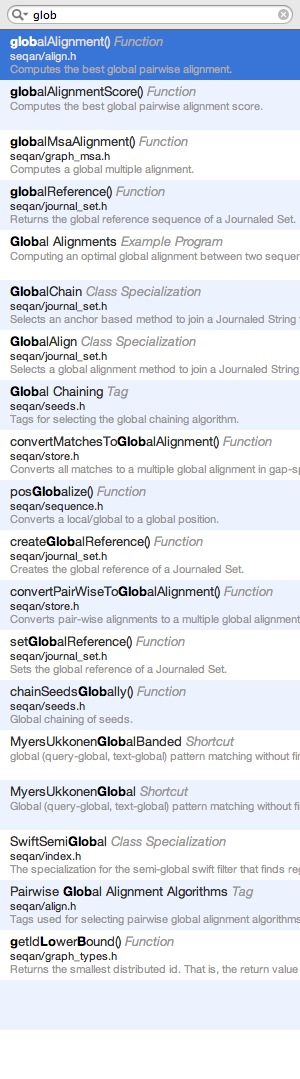 glob
globalAlignment() Function
seqan/align.h
Computes the best global pairwise alignment.
globalAlignmentScore() Function
Computes the best global pairwise alignment score.
globalMsaAlignment() Function
seqan/graph_msa.h
Computes a global multiple alignment.
globalReference() Function
seqan/journal_set.h
Returns the global reference sequence of a Journaled Set.
Global Alignments Example Program
Computing an optimal global alignment between two sequen
GlobalChain Class Specialization
seqan/journal_set.h
Selects an anchor based method to join a Journaled String
GlobalAlign Class Specialization
seqan/journal_set.h
Selects a global alignment method to join a Journaled String
Global Chaining Tag
seqan/seeds.h
Tags for selecting the global chaining algorithm.
convertMatchesToGlobalAlignment() Function
seqan/store.h
Converts all matches to a multiple global alignment in gap-sp
posGlobalize() Function
seqan/sequence.h
Converts a local/global to a global position.
createGlobalReference() Function
seqan/journal_set.h
Creates the global reference of a Journaled Set.
convertPairWiseToGlobalAlignment() Function
seqan/store.h
Converts pair-wise alignments to a multiple global alignment
setGlobalReference() Function
seqan/journal_set.h
Sets the global reference of a Journaled Set.
chainSeedsGlobally() Function
seqan/seeds.h
Global chaining of seeds.
MyersUkkonenGlobalBanded Shortcut
global (query-global, text-global) pattern matching without fi
MyersUkkonenGlobal Shortcut
Global (query-global, text-global) pattern matching without fi
SwiftSemiGlobal Class Specialization
seqan/index.h
The specialization for the semi-global swift filter that finds re
Pairwise Global Alignment Algorithms Tag
seqan/align.h
Tags used for selecting pairwise global alignment algorithms
getIdLowerBound() Function
seqan/graph_types.h
Returns the smallest distributed id. That is, the return value